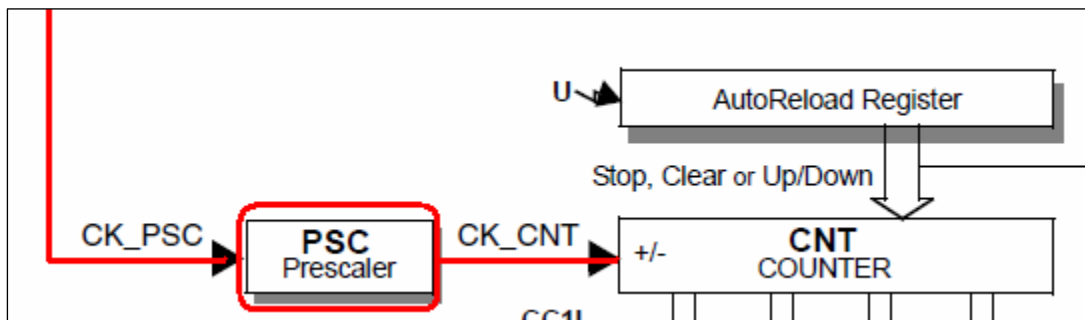 U
AutoReload Register
Stop, Clear or Up/Down
CK_PSC
PSC
Prescaler
CK_CNT
+/-
CNT
COUNTER